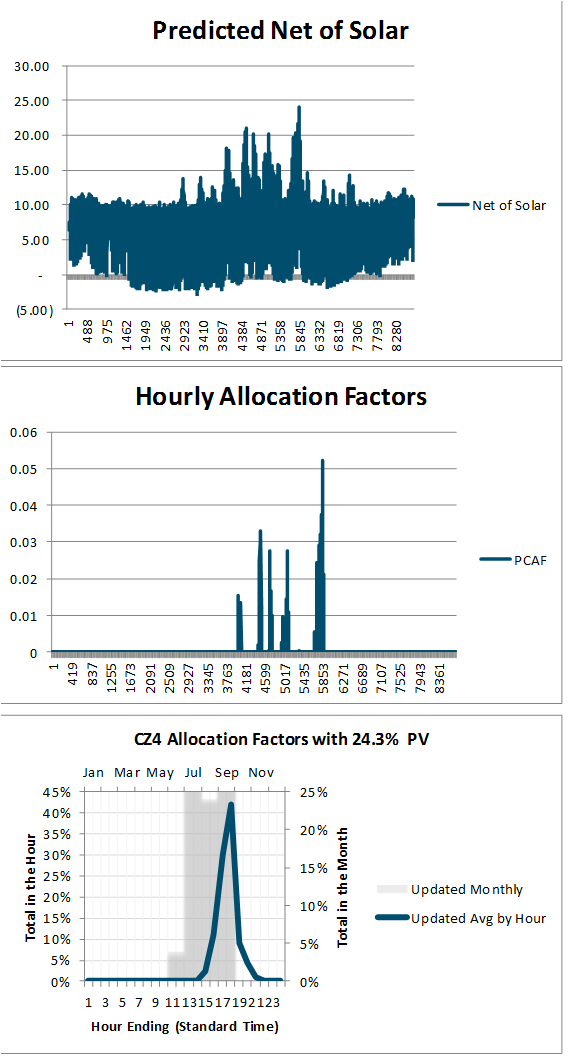 Predicted Net of Solar
30.00
25.00
20.00
15.00
10.00
5.00
-
(5.00)
Net of Solar
1 488 975 1462 1949 2436 2923 3410 3897 4384 4871 5358 5845 6332 6819 7306 7793 8280
Hourly Allocation Factors
0.06
0.05
0.04
0.03
0.02
0.01
0
PCAF
1 419 837 1255 1673 2091 2509 2927 3345 3763 4181 4599 5017 5435 5853 6271 6689 7107 7525 7943 8361
CZ4 Allocation Factors with 24.3% PV
Jan Mar May Jul Sep Nov
45%
40%
35%
30%
25%
20%
15%
10%
5%
0%
Total in the Hour
25%
20%
15%
10%
5%
0%
Total in the Month
Updated Monthly
Updated Avg by Hour
1 3 5 7 9 11 13 15 17 19 21 23
Hour Ending (Standard Time)